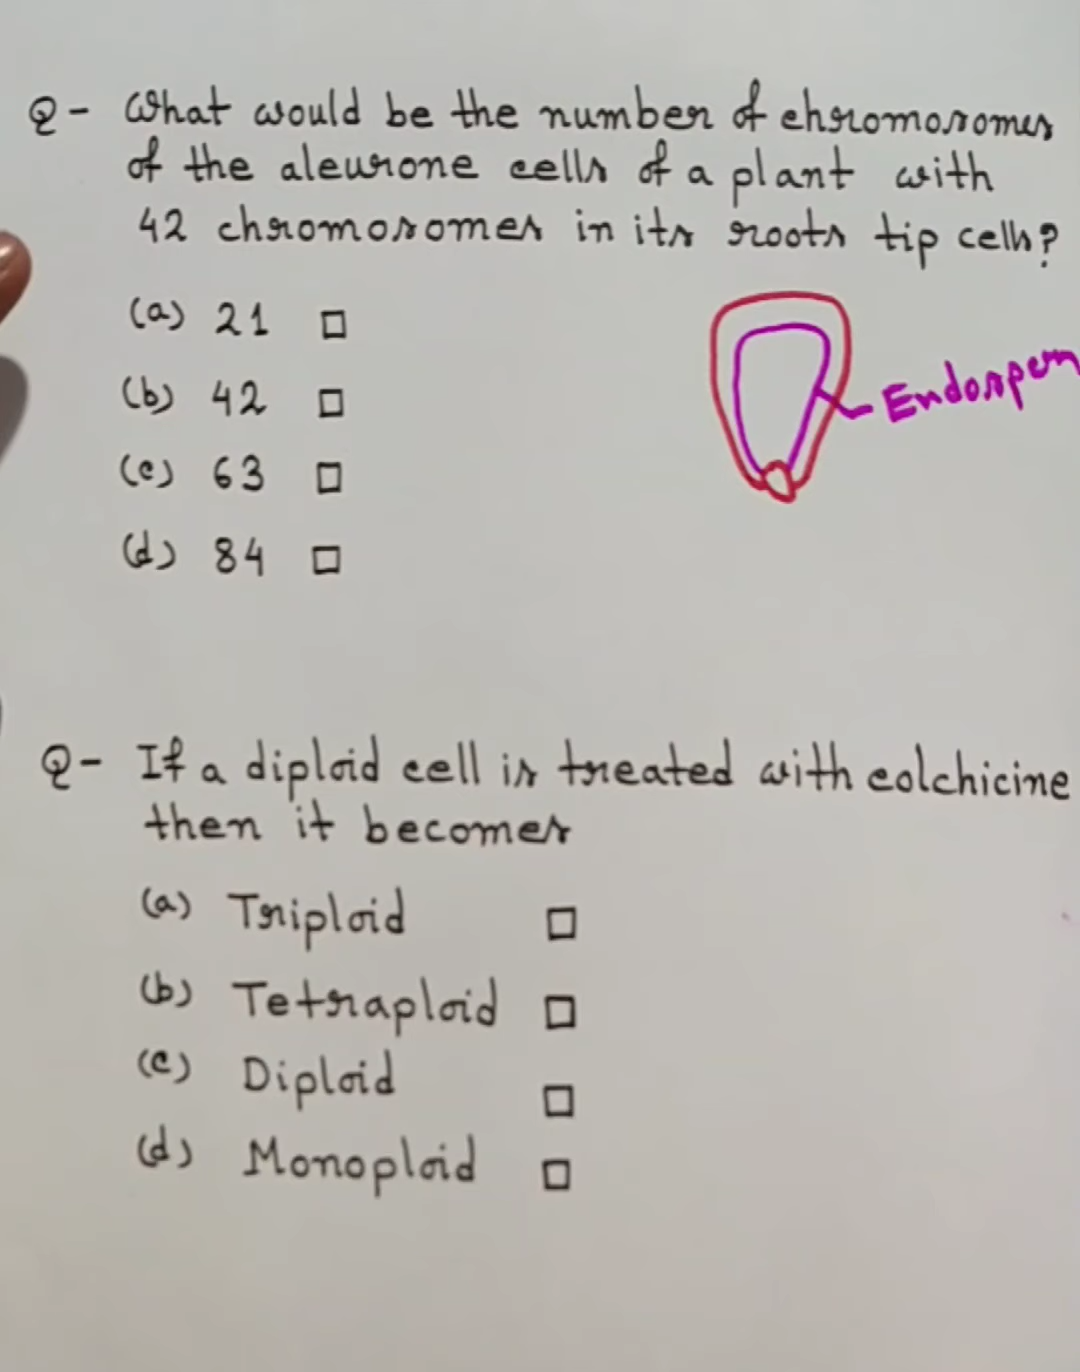 Q- What would be the number of chromosomes
of the aleurone cells of a plant with
42 chromosomes in its roots tip cells?
(a) 21
(b) 42
(c) 63
(d) 84
Endosperm
Q- If a diploid cell is treated with colchicine
then it becomes
(a) Triploid
(b) Tetraploid
(c) Diploid
(d) Monoploid